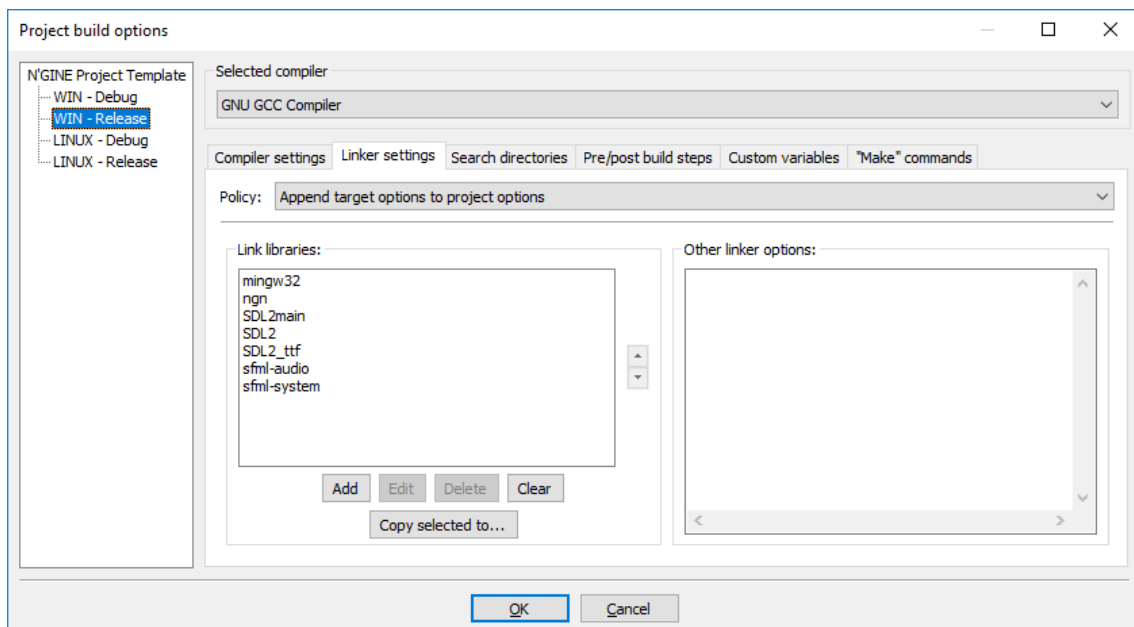 Project build options
N'GINE Project Template
WIN - Debug
WIN - Release
LINUX - Debug
LINUX - Release
Selected compiler
GNU GCC Compiler
Compiler settings Linker settings Search directories Pre/post build steps Custom variables "Make" commands
Policy: Append target options to project options
Link libraries:
mingw32
ngn
SDL2main
SDL2
SDL2_ttf
sfml-audio
sfml-system
Add Edit Delete Clear
Copy selected to...
Other linker options:
OK Cancel